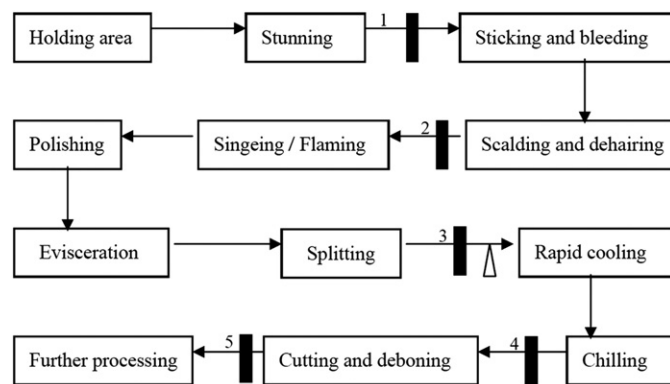 Holding area
Stunning
1
Sticking and bleeding
Polishing
Singeing / Flaming
2
Scalding and dehairing
Evisceration
Splitting
3
Rapid cooling
Further processing
5
Cutting and deboning
4
Chilling